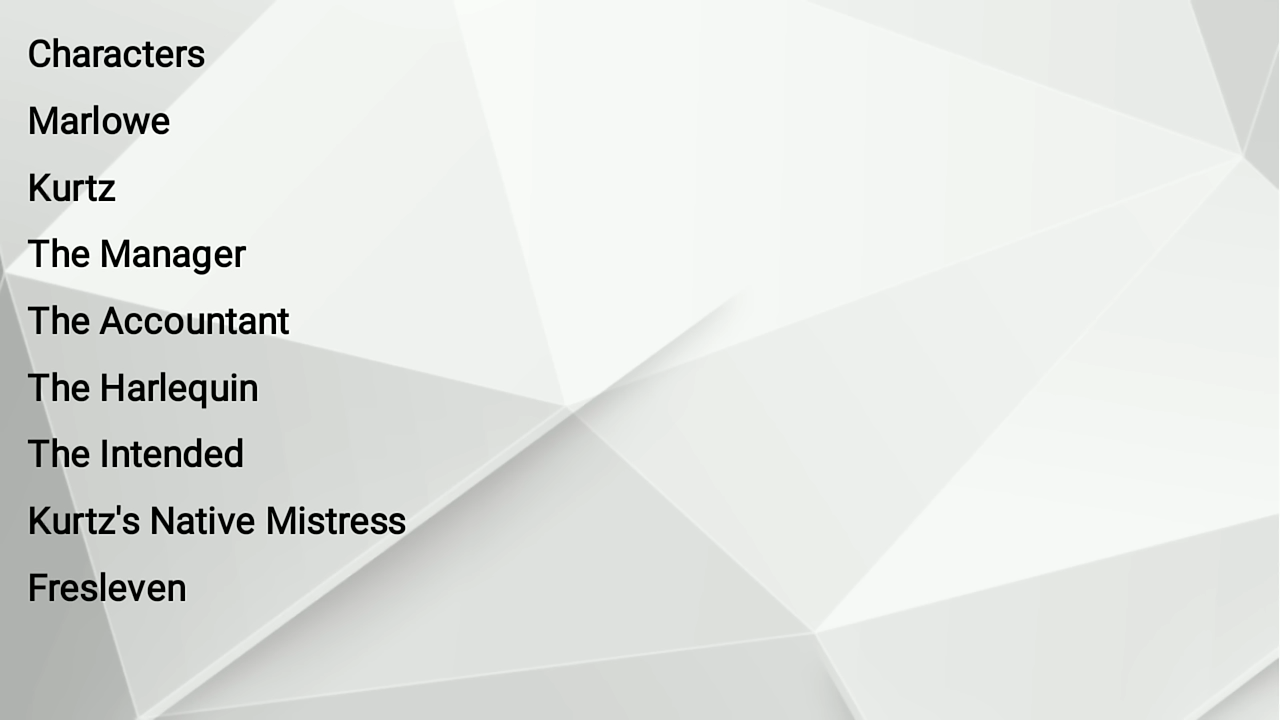 Characters
Marlowe
Kurtz
The Manager
The Accountant
The Harlequin
The Intended
Kurtz's Native Mistress
Fresleven